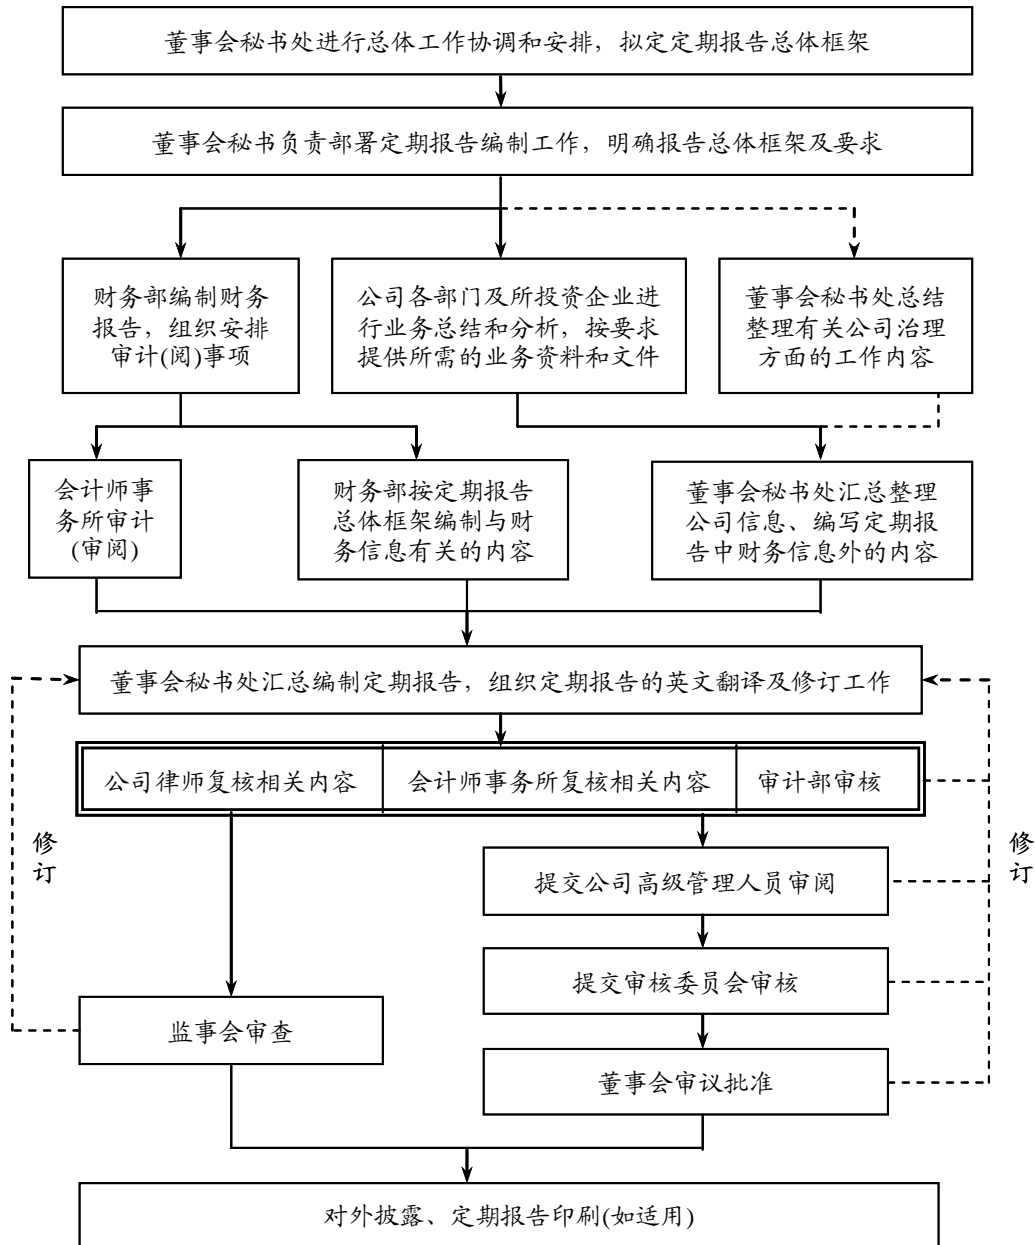 董事会秘书处进行总体工作协调和安排，拟定定期报告总体框架
董事会秘书负责部署定期报告编制工作，明确报告总体框架及要求
财务部编制财务
报告，组织安排
审计(阅)事项
公司各部门及所投资企业进
行业务总结和分析，按要求
提供所需的业务资料和文件
董事会秘书处总结
整理有关公司治理
方面的工作内容
会计师事
务所审计
(审阅)
财务部按定期报告
总体框架编制与财
务信息有关的内容
董事会秘书处汇总整理
公司信息、编写定期报
告中财务信息外的内容
董事会秘书处汇总编制定期报告，组织定期报告的英文翻译及修订工作
公司律师复核相关内容
会计师事务所复核相关内容
审计部审核
修
订
修
订
提交公司高级管理人员审阅
提交审核委员会审核
监事会审查
董事会审议批准
对外披露、定期报告印刷(如适用)